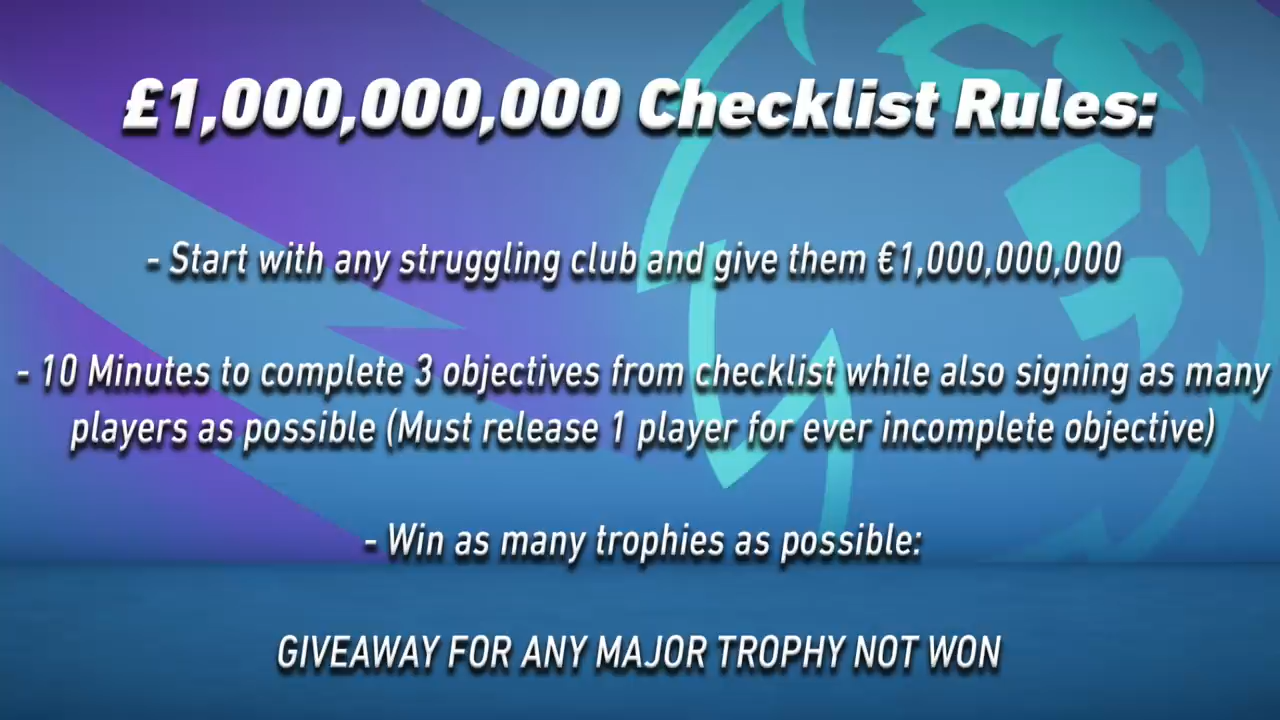 £1,000,000,000 Checklist Rules:
- Start with any struggling club and give them €1,000,000,000
- 10 Minutes to complete 3 objectives from checklist while also signing as many
players as possible (Must release 1 player for ever incomplete objective)
- Win as many trophies as possible:
GIVEAWAY FOR ANY MAJOR TROPHY NOT WON